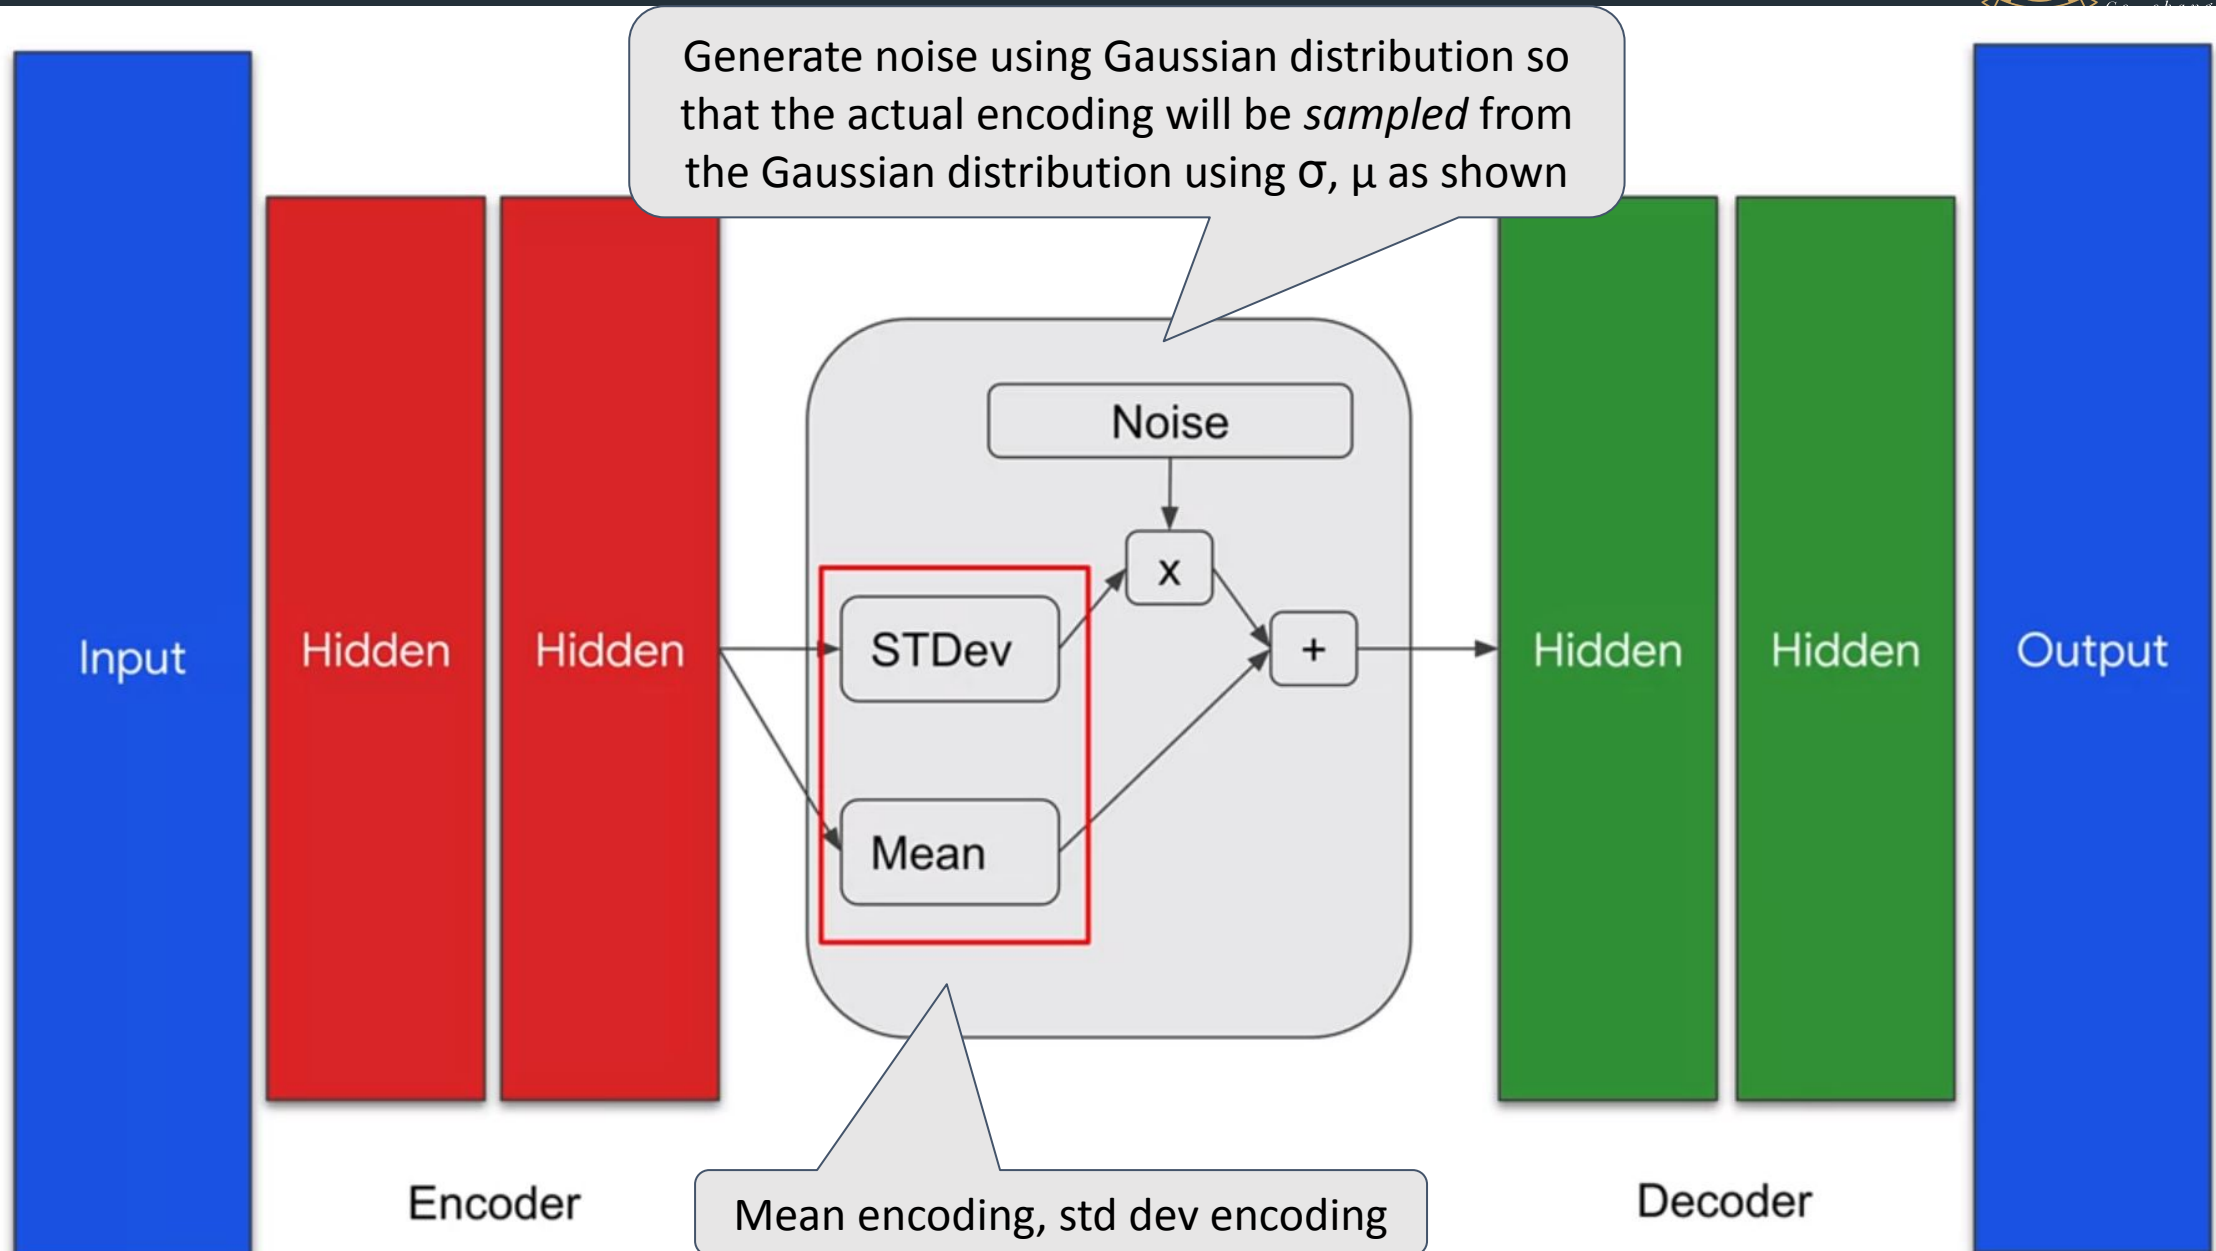 Generate noise using Gaussian distribution so
that the actual encoding will be sampled from
the Gaussian distribution using σ, μ as shown
Noise
x
STDev
+
Mean
Input
Hidden
Hidden
Hidden
Hidden
Output
Encoder
Mean encoding, std dev encoding
Decoder